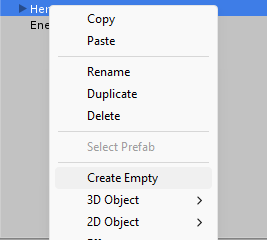 Copy
Paste
Rename
Duplicate
Delete
Select Prefab
Create Empty
3D Object
2D Object